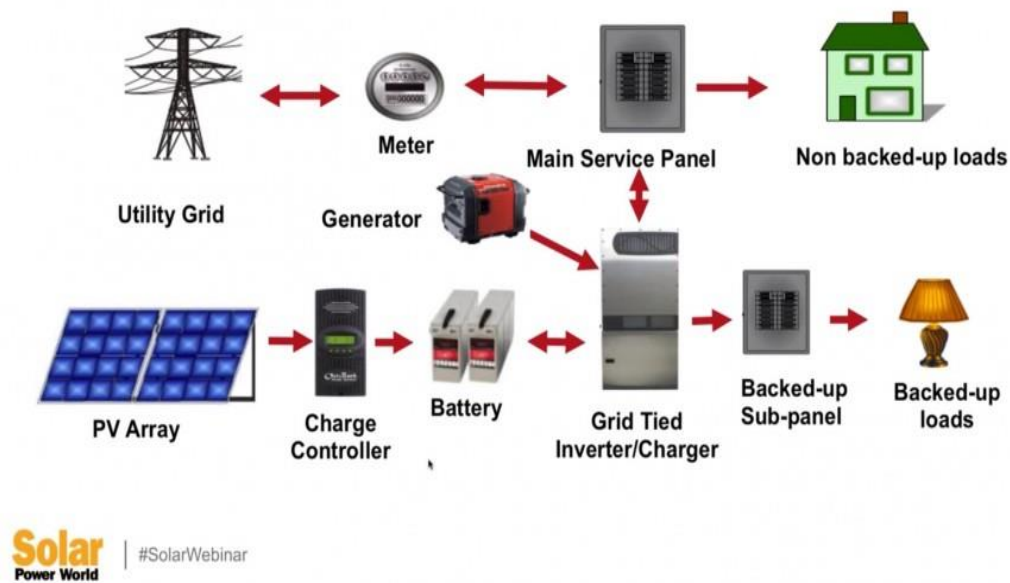 Meter
Main Service Panel
Non backed-up loads
Utility Grid
Generator
PV Array
Charge
Controller
Battery
Grid Tied
Inverter/Charger
Backed-up
Sub-panel
Backed-up
loads
Solar
Power World
#SolarWebinar